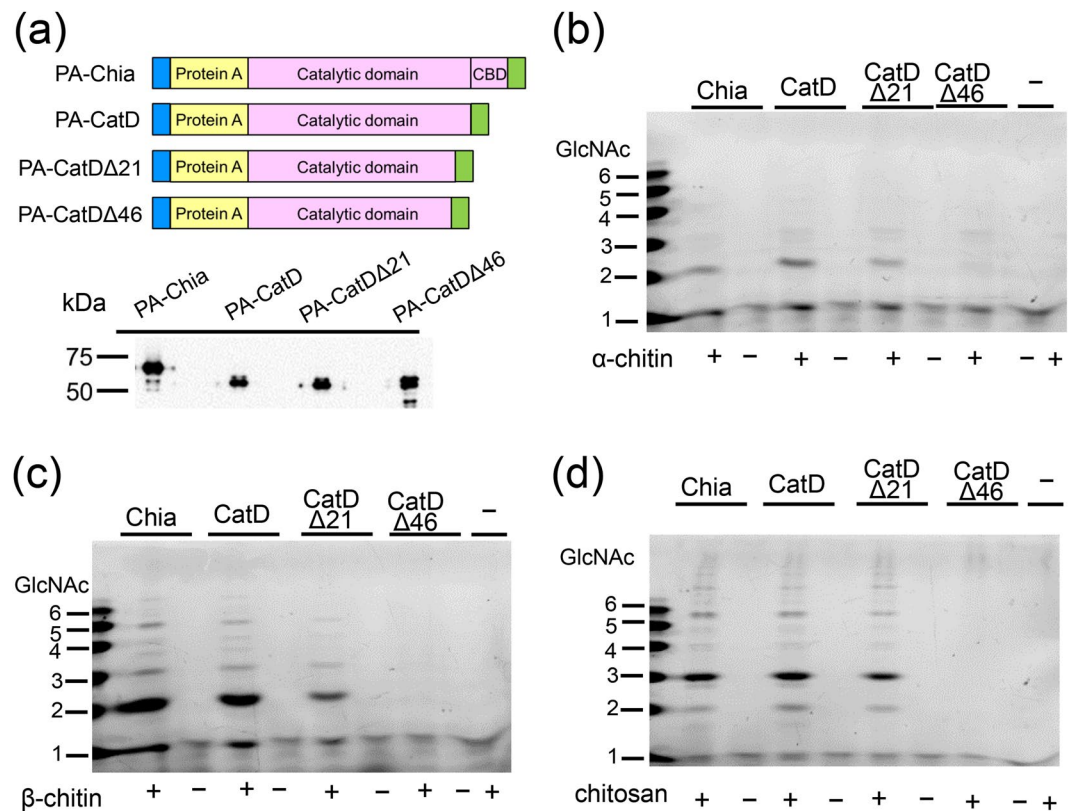 (a)
PA-Chia Protein A Catalytic domain CBD
PA-CatD Protein A Catalytic domain
PA-CatDΔ21 Protein A Catalytic domain
PA-CatDΔ46 Protein A Catalytic domain
kDa PA-Chia PA-CatD PA-CatDΔ21 PA-CatDΔ46
75
50
(b)
Chia CatD CatD Δ21 CatD Δ46 –
GlcNAc
6
5
4
3
2
1
α-chitin + – + – + – + – +
(c)
Chia CatD CatD Δ21 CatD Δ46 –
GlcNAc
6
5
4
3
2
1
β-chitin + – + – + – + – +
(d)
Chia CatD CatD Δ21 CatD Δ46 –
GlcNAc
6
5
4
3
2
1
chitosan + – + – + – + – +